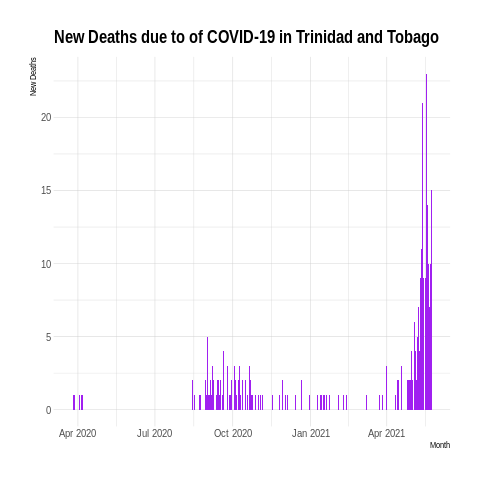 New Deaths due to of COVID-19 in Trinidad and Tobago
New Deaths
20
15
10
5
0
Apr 2020 Jul 2020 Oct 2020 Jan 2021 Apr 2021
Month